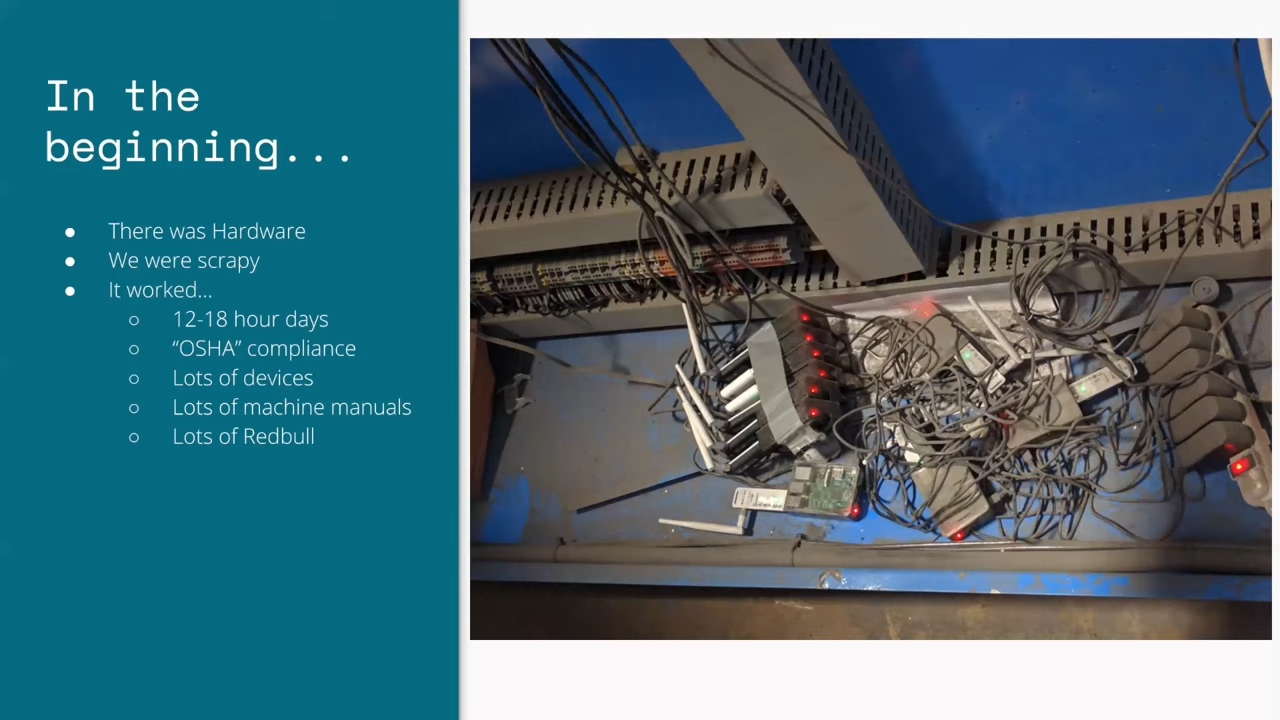 In the
beginning...
● There was Hardware
● We were scrapy
● It worked...
○ 12-18 hour days
○ “OSHA” compliance
○ Lots of devices
○ Lots of machine manuals
○ Lots of Redbull